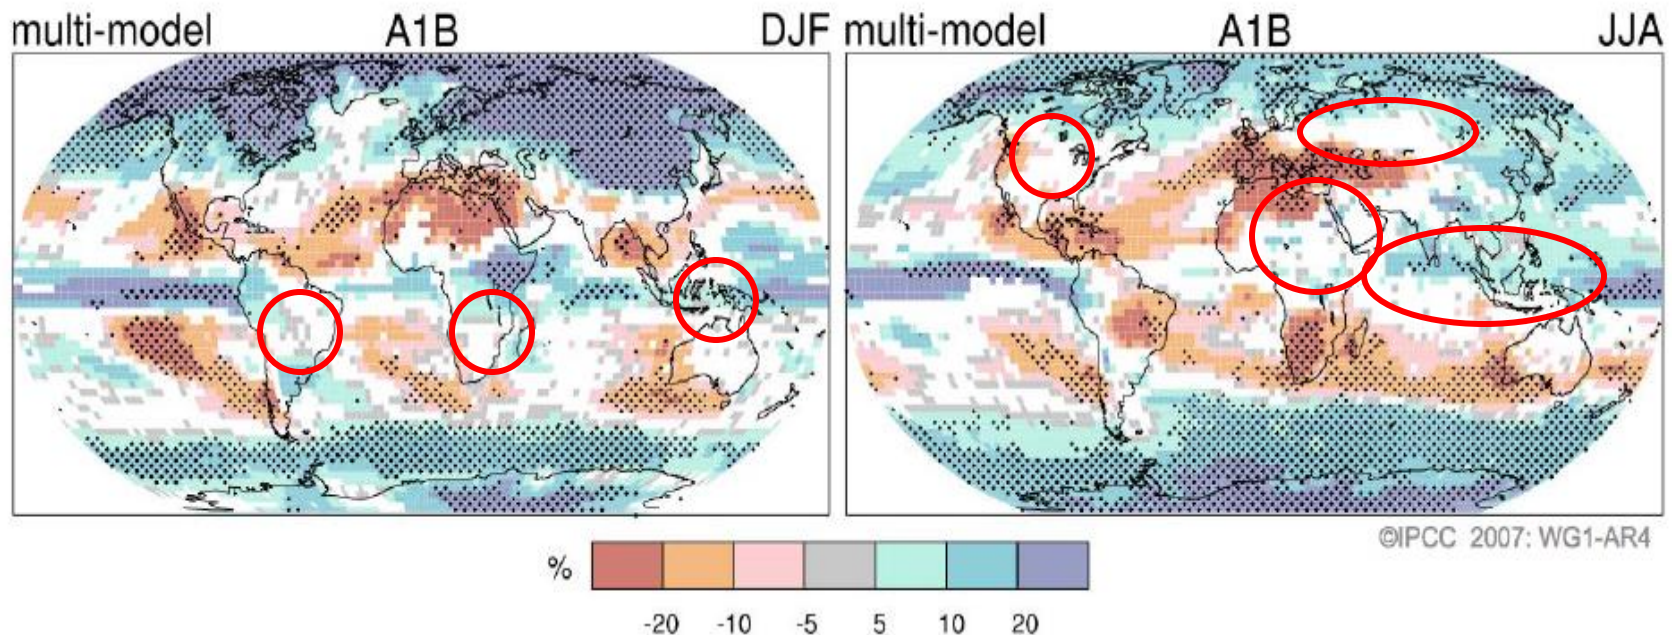 multi-model A1B DJF
multi-model A1B JJA
©IPCC 2007: WG1-AR4
%
-20 -10 -5 5 10 20